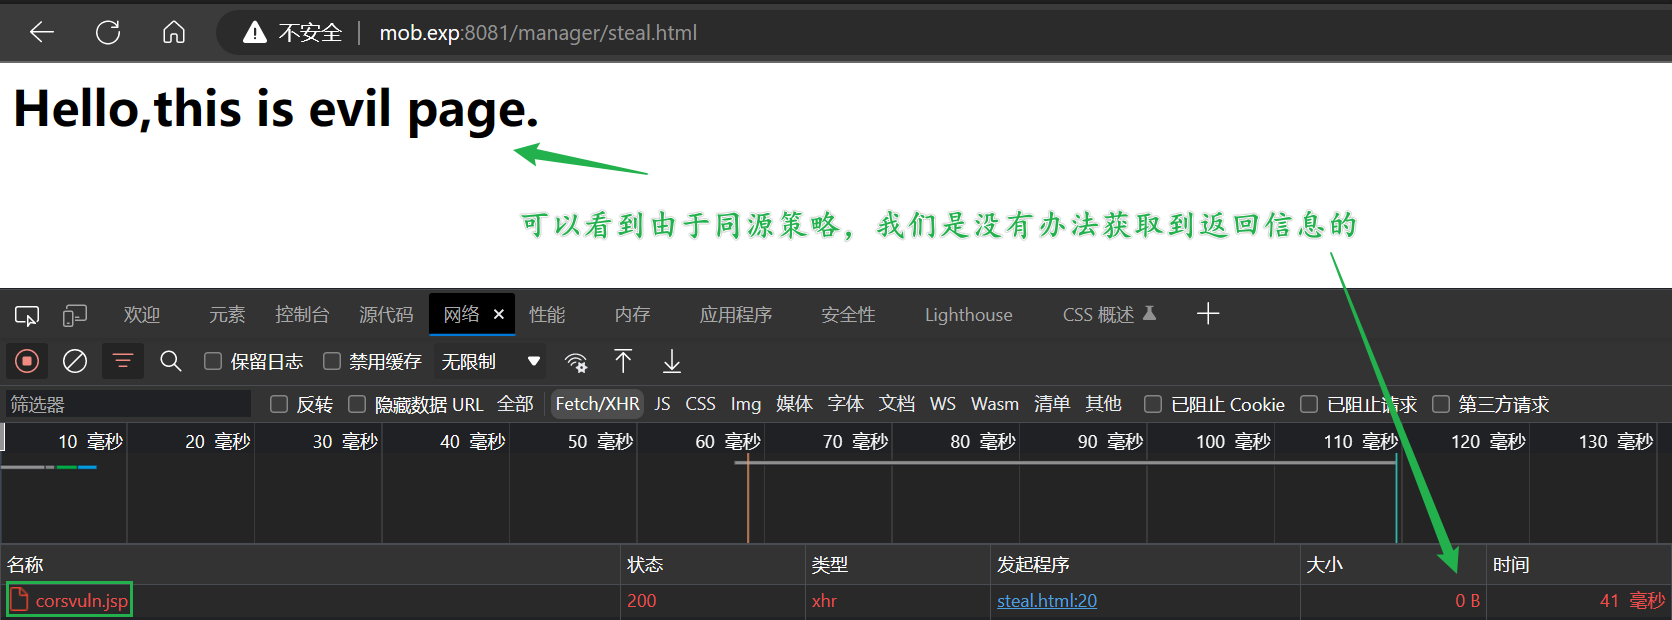 不安全 | mob.exp:8081/manager/steal.html
Hello,this is evil page.
可以看到由于同源策略，我们是没有办法获取到返回信息的
欢迎 元素 控制台 源代码 网络 × 性能 内存 应用程序 安全性 Lighthouse CSS 概述
保留日志 禁用缓存 无限制
筛选器 反转 隐藏数据 URL 全部 Fetch/XHR JS CSS Img 媒体 字体 文档 WS Wasm 清单 其他 已阻止 Cookie 已阻止请求 第三方请求
10 毫秒 20 毫秒 30 毫秒 40 毫秒 50 毫秒 60 毫秒 70 毫秒 80 毫秒 90 毫秒 100 毫秒 110 毫秒 120 毫秒 130 毫秒
名称 状态 类型 发起程序 大小 时间
corsvuln.jsp 200 xhr steal.html:20 0 B 41 毫秒